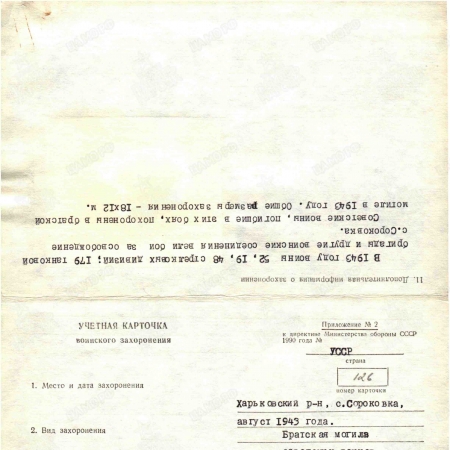 11. Дополнительная информация о захоронении
В 1943 году воины 52, 19, 48 стрелковых дивизий; 179 танковой
бригады и другие воинские соединения вели бои за освобождение
с.Сороковка.
Советские воины, погибшие в этих боях, похоронены в братской
могиле в 1943 году. Общие размеры захоронения - 18х12 м.
УЧЕТНАЯ КАРТОЧКА
воинского захоронения
Приложение № 2
к директиве Министерства обороны СССР
1990 года №
УССР
страна
126
номер карточки
1. Место и дата захоронения
Харьковский р-н, с.Сороковка,
август 1943 года.
2. Вид захоронения
Братская могила